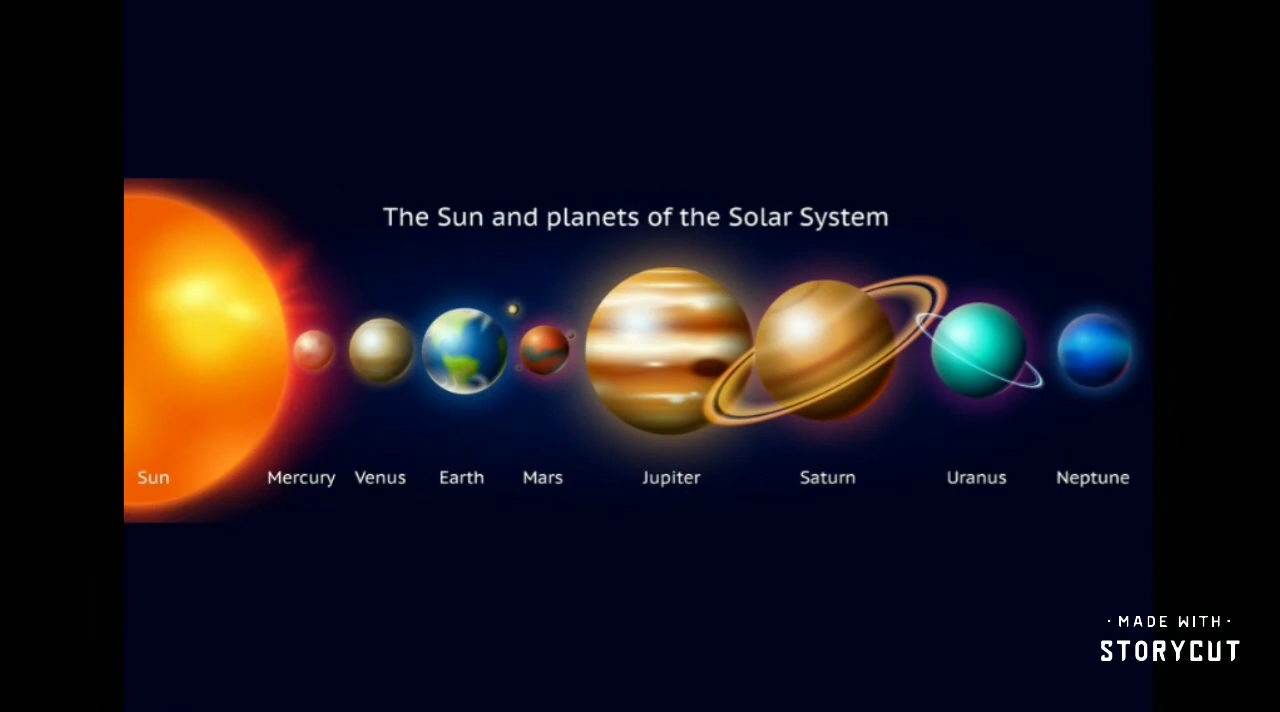 The Sun and planets of the Solar System
Sun Mercury Venus Earth Mars Jupiter Saturn Uranus Neptune
· MADE WITH ·
STORYCUT